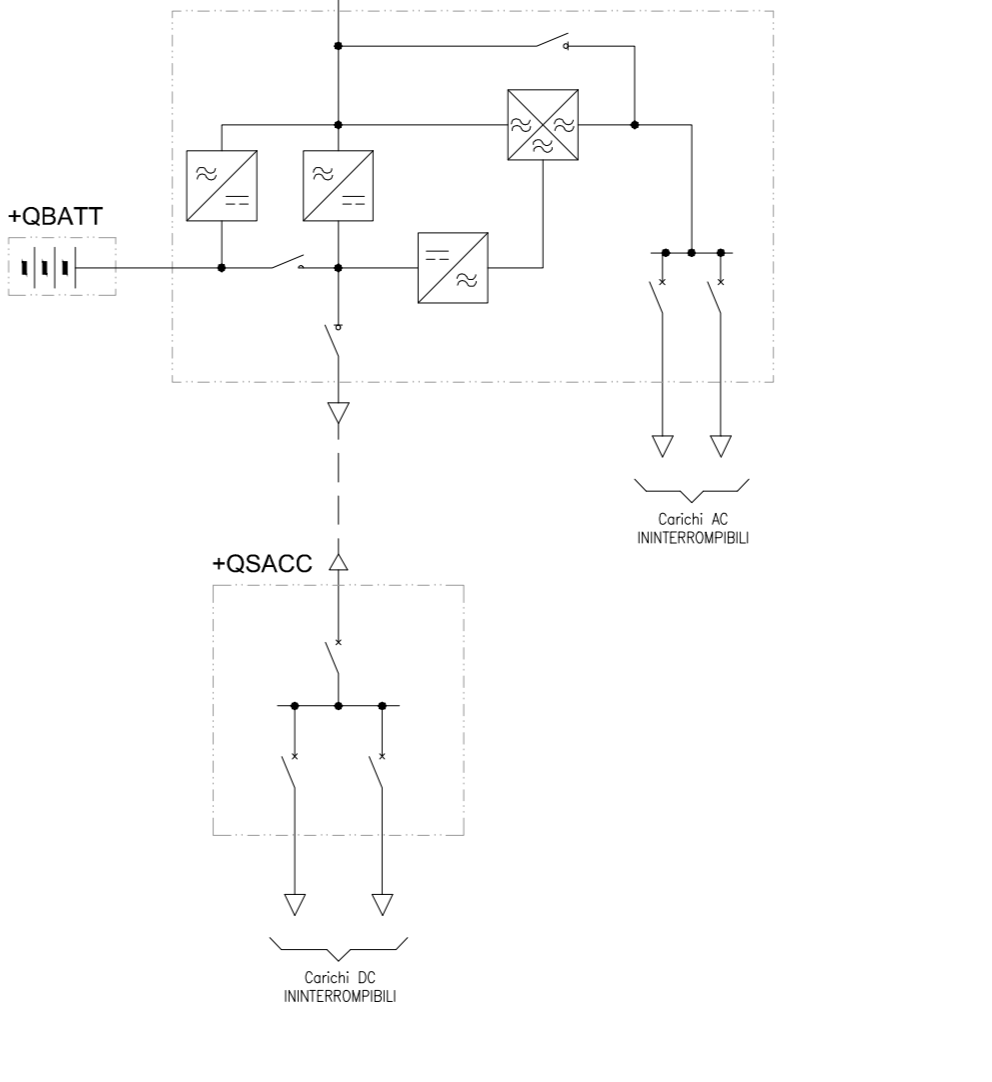 +QBATT
Carichi AC
ININTERROMPIBILI
+QSACC
Carichi DC
ININTERROMPIBILI